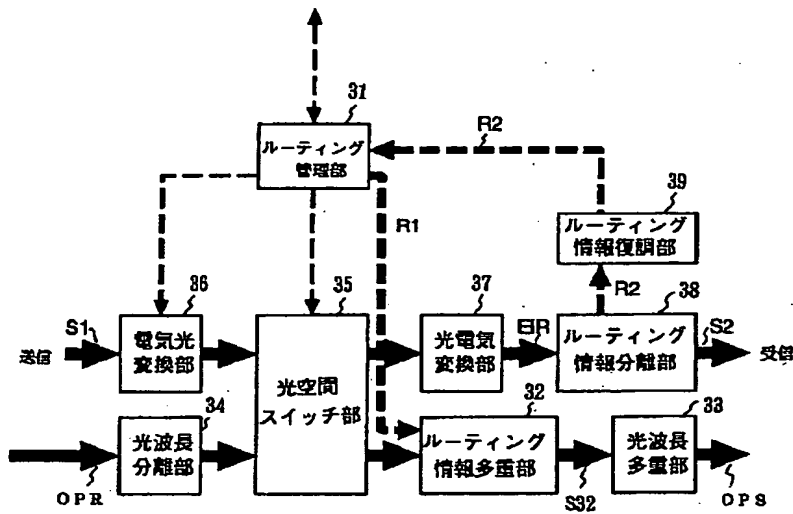 31
ルーティング
管理部
R2
39
ルーティング
情報復調部
R1
R2
36
35
37
38
S1
送信
電気光
変換部
光電気
変換部
EIR
ルーティング
情報分離部
S2
受信
光空間
スイッチ部
34
光波長
分離部
OPR
32
ルーティング
情報多重部
S32
33
光波長
多重部
OPS